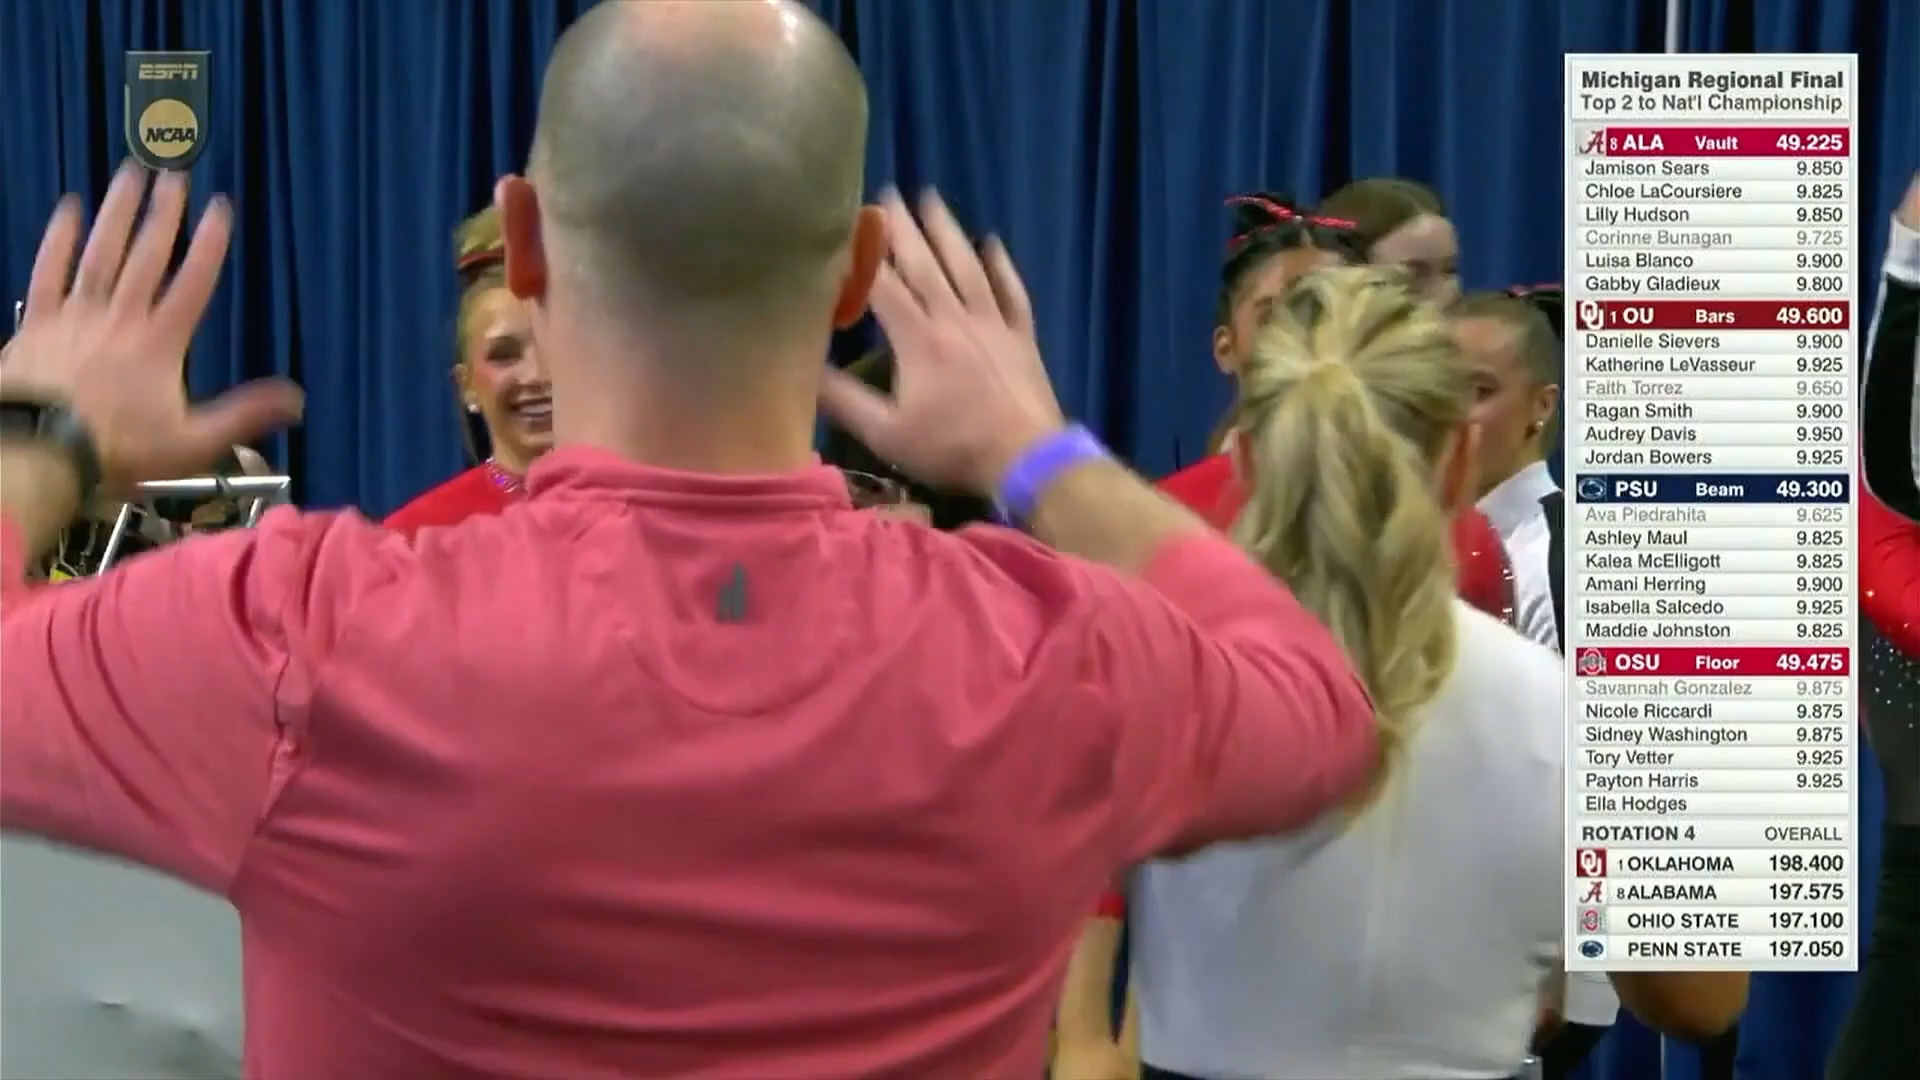 ESPN
NCAA
Michigan Regional Final
Top 2 to Nat'l Championship
8 ALA Vault 49.225
Jamison Sears 9.850
Chloe LaCoursiere 9.825
Lilly Hudson 9.850
Corinne Bunagan 9.725
Luisa Blanco 9.900
Gabby Gladieux 9.800
1 OU Bars 49.600
Danielle Sievers 9.900
Katherine LeVasseur 9.925
Faith Torrez 9.650
Ragan Smith 9.900
Audrey Davis 9.950
Jordan Bowers 9.925
PSU Beam 49.300
Ava Piedrahita 9.625
Ashley Maul 9.825
Kalea McElligott 9.825
Amani Herring 9.900
Isabella Salcedo 9.925
Maddie Johnston 9.825
OSU Floor 49.475
Savannah Gonzalez 9.875
Nicole Riccardi 9.875
Sidney Washington 9.875
Tory Vetter 9.925
Payton Harris 9.925
Ella Hodges
ROTATION 4 OVERALL
1 OKLAHOMA 198.400
8 ALABAMA 197.575
OHIO STATE 197.100
PENN STATE 197.050